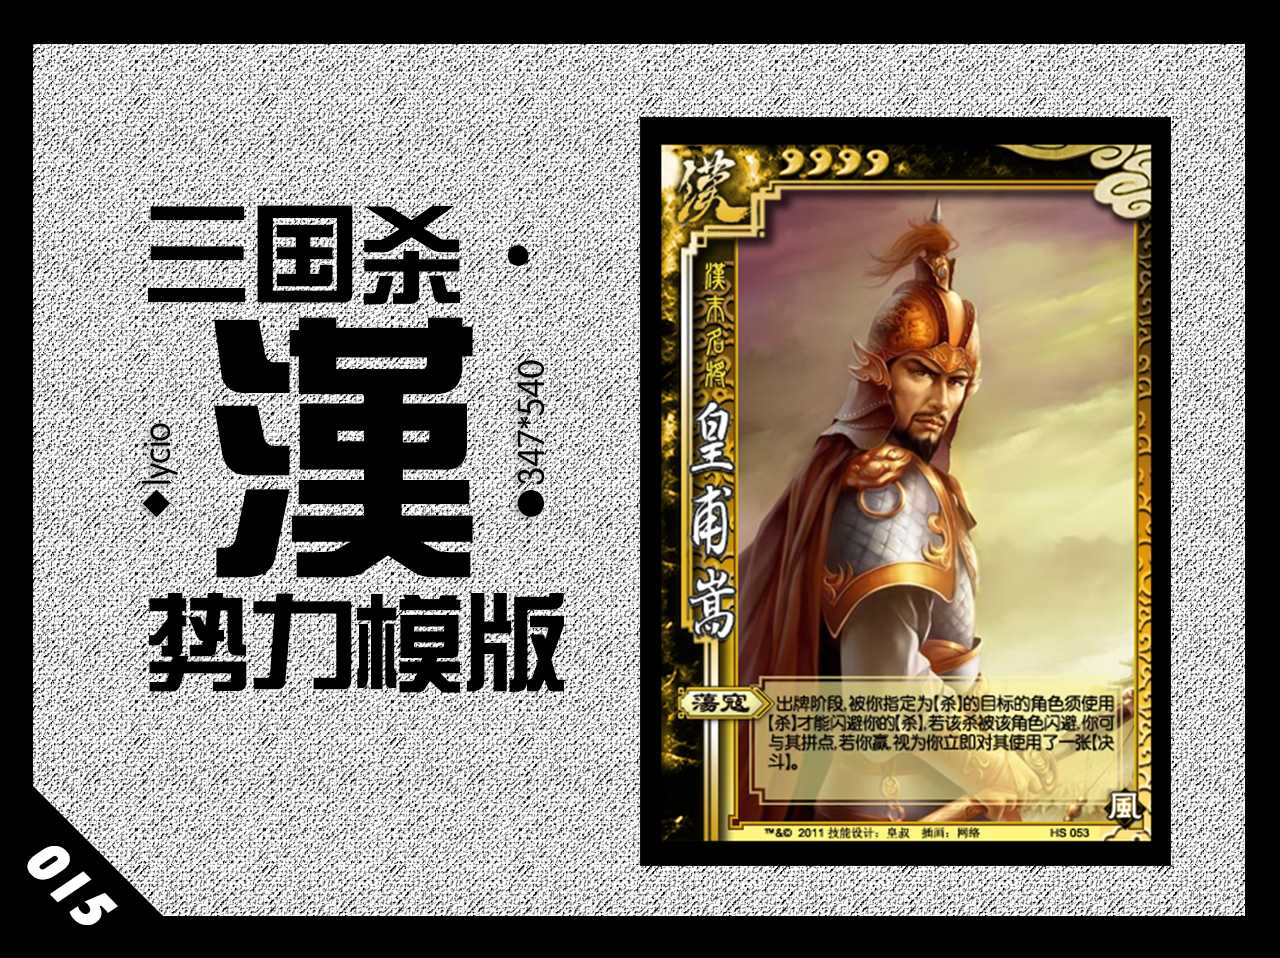 三国杀·
漢
势力模版
◆lycio
●347*540
015
漢
漢末名將
皇甫嵩
蕩寇
出牌阶段,被你指定为【杀】的目标的角色须使用
【杀】才能闪避你的【杀】,若该杀被该角色闪避,你可
与其拼点,若你赢,视为你立即对其使用了一张【决
斗】。
風
™&© 2011 技能设计：皇叔 插画：网络 HS 053